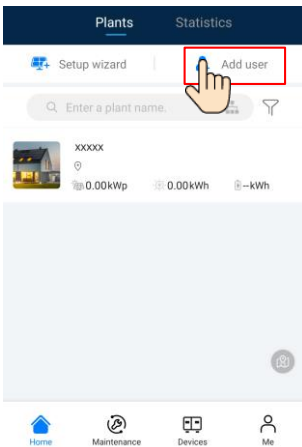 Plants Statistics
Setup wizard Add user
Enter a plant name.
xxxxx
0.00kWp 0.00kWh --kWh
Home Maintenance Devices Me